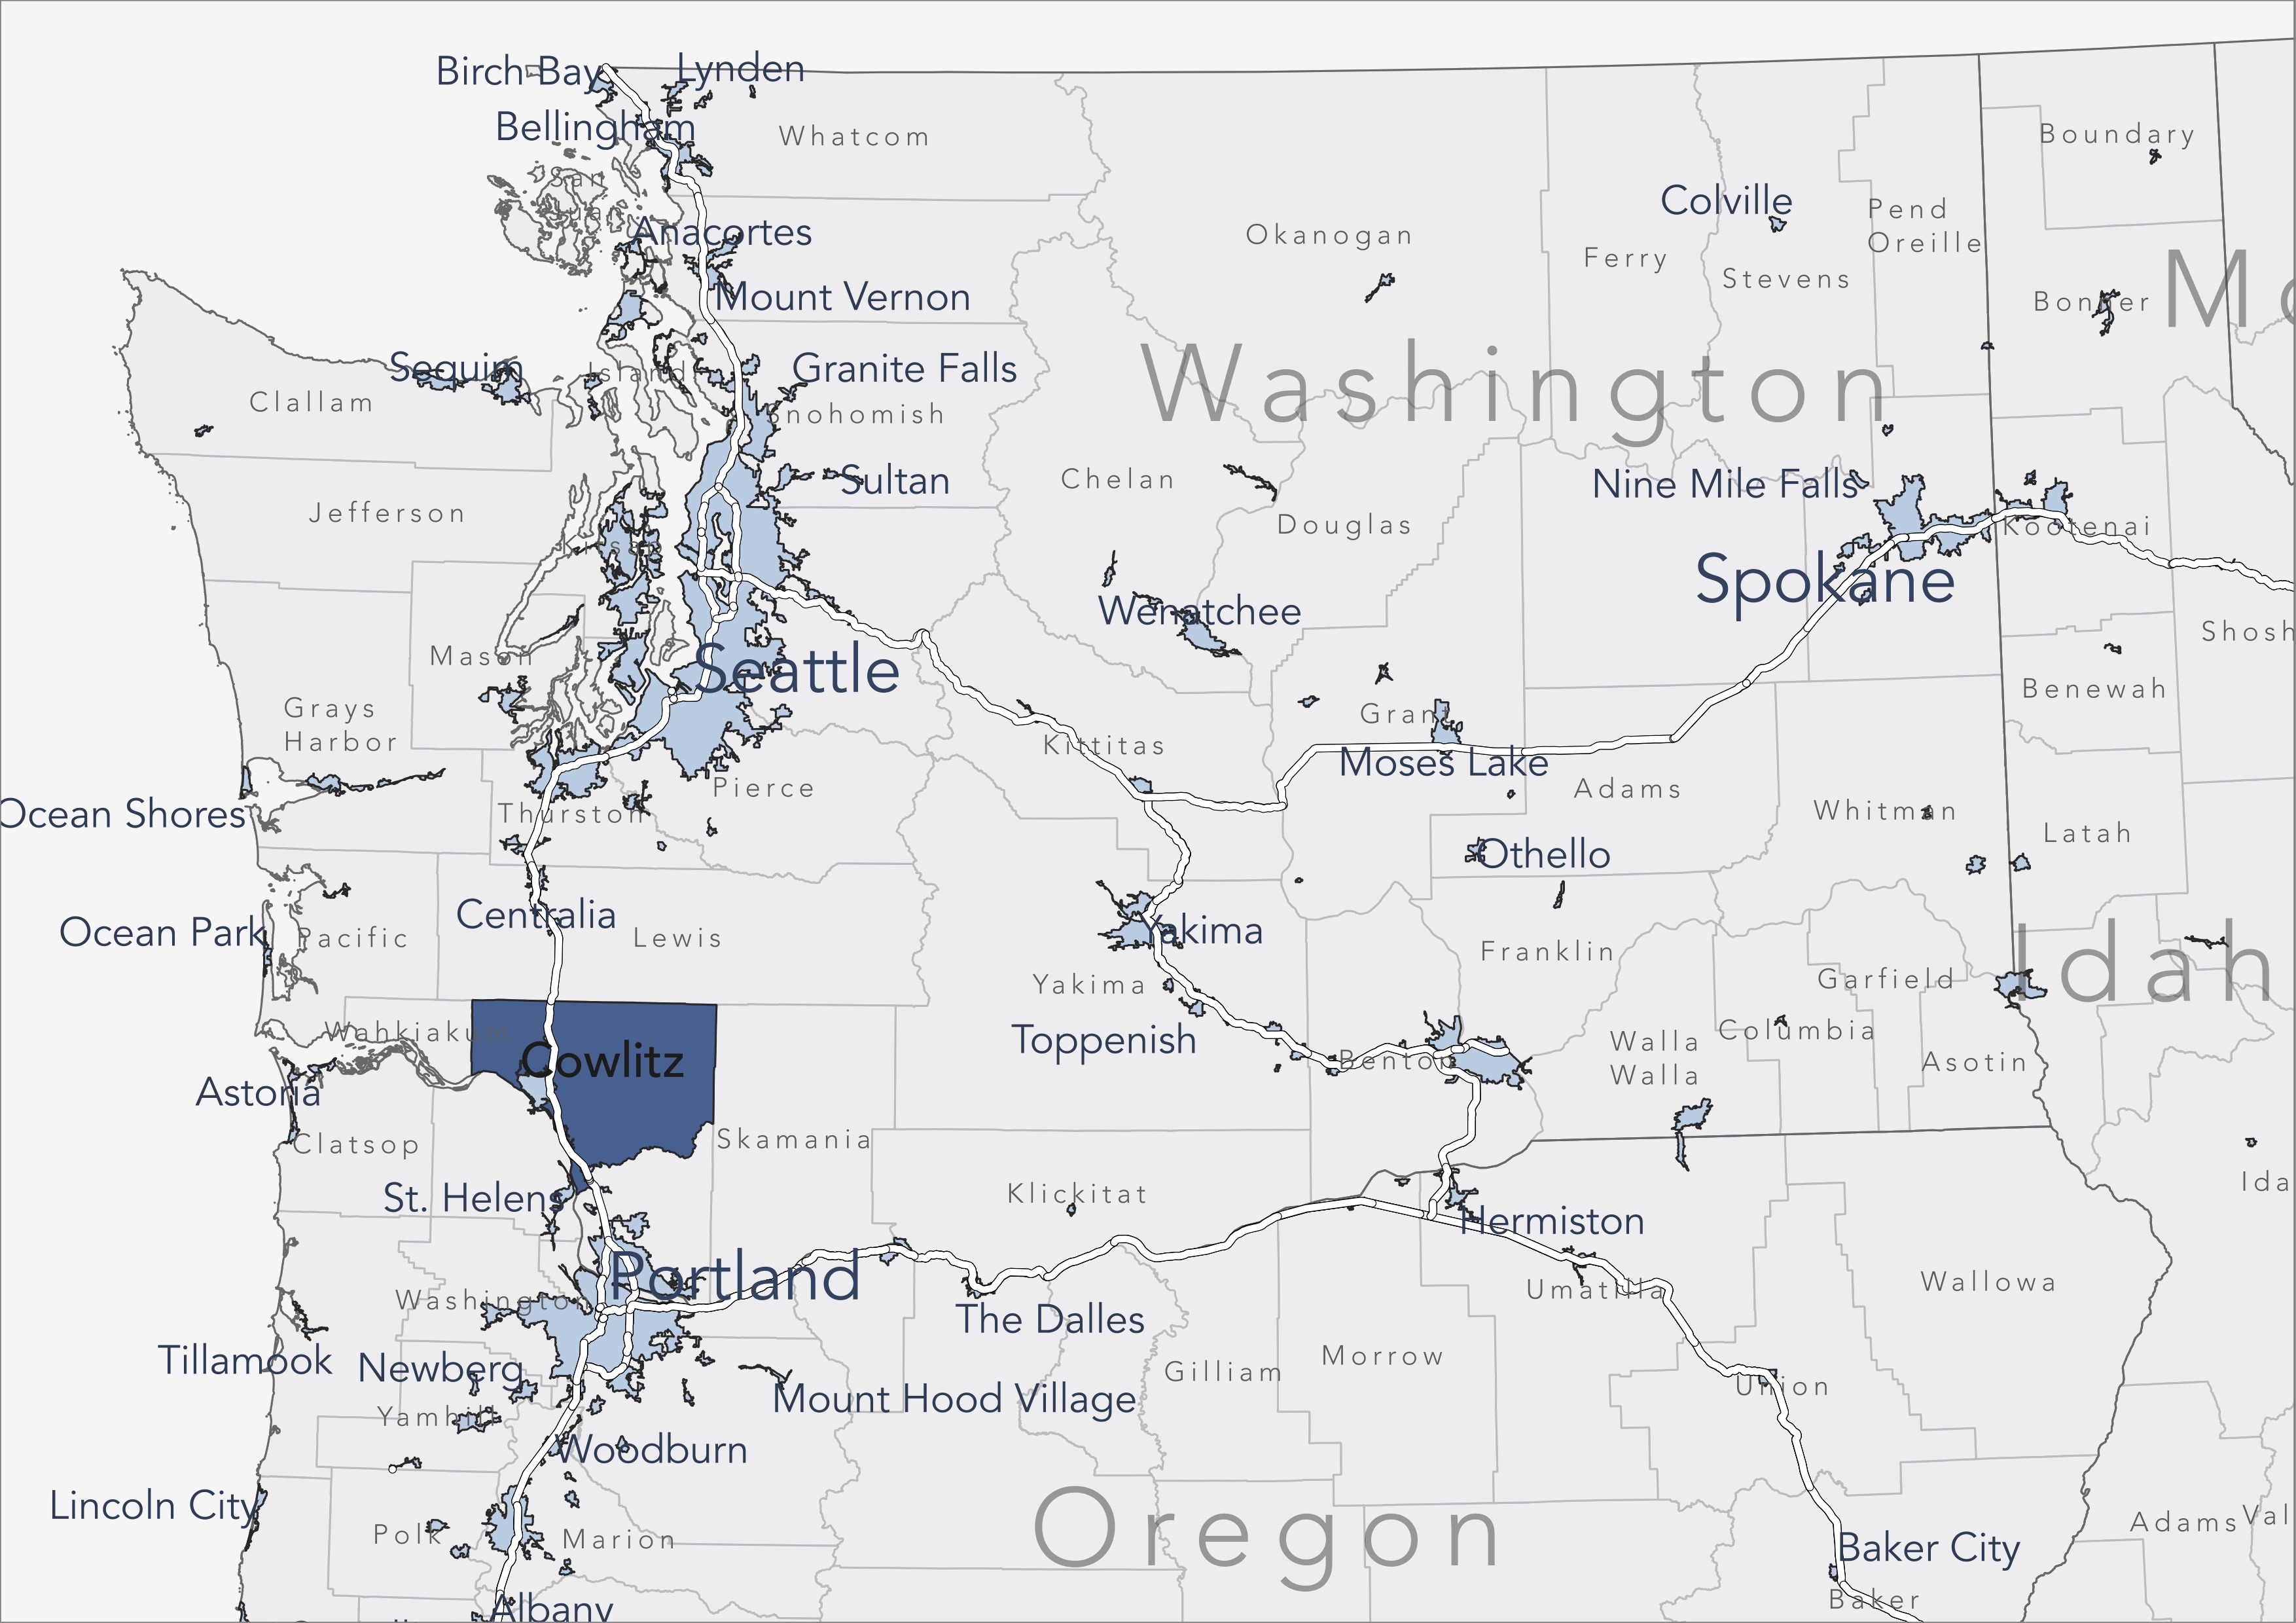 Birch Bay
Lynden
Bellingham
Whatcom
Boundary
San
Juan
Colville
Pend
Oreille
Anacortes
Okanogan
Ferry
Stevens
Mount Vernon
Bonner
Sequim
Island
Granite Falls
Washington
Clallam
Snohomish
Sultan
Chelan
Nine Mile Falls
Jefferson
Douglas
Kootenai
Kitsap
Spokane
Wenatchee
Shosh
Mason
Seattle
Benewah
Grays
Harbor
Grant
Kittitas
Moses Lake
Pierce
Adams
Ocean Shores
Thurston
Whitman
Latah
Othello
Centralia
Ocean Park
Pacific
Lewis
Yakima
Franklin
Idah
Yakima
Garfield
Wahkiakum
Toppenish
Columbia
Walla
Walla
Cowlitz
Benton
Asotin
Astoria
Clatsop
Skamania
St. Helens
Klickitat
Ida
Hermiston
Portland
Washington
Umatilla
Wallowa
The Dalles
Tillamook
Newberg
Gilliam
Morrow
Union
Mount Hood Village
Yamhill
Woodburn
Lincoln City
Oregon
Polk
Marion
Adams
Val
Baker City
Baker
Albany